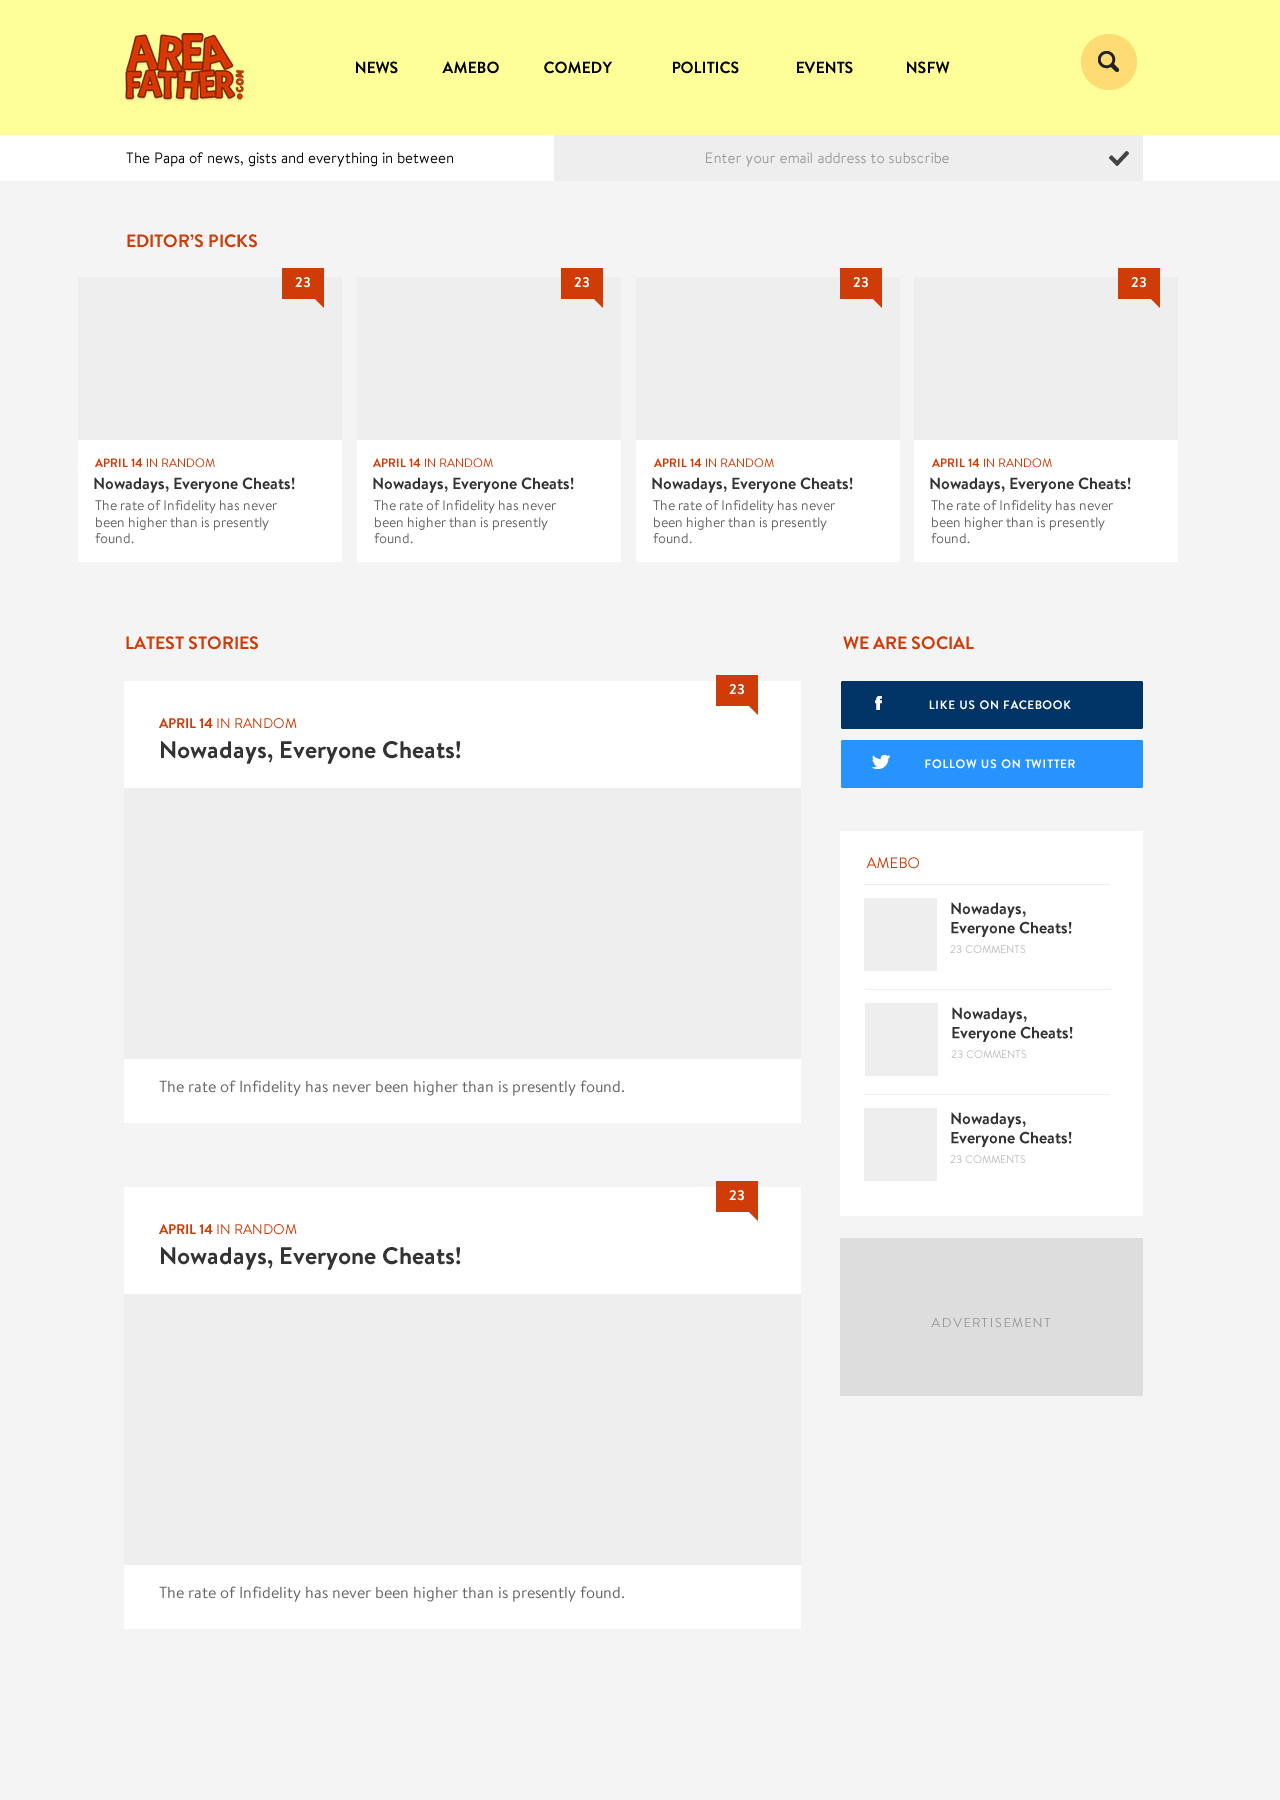 AREA
FATHER.COM
NEWS AMEBO COMEDY POLITICS EVENTS NSFW
The Papa of news, gists and everything in between
Enter your email address to subscribe
EDITOR’S PICKS
23
APRIL 14 IN RANDOM
Nowadays, Everyone Cheats!
The rate of Infidelity has never
been higher than is presently
found.
23
APRIL 14 IN RANDOM
Nowadays, Everyone Cheats!
The rate of Infidelity has never
been higher than is presently
found.
23
APRIL 14 IN RANDOM
Nowadays, Everyone Cheats!
The rate of Infidelity has never
been higher than is presently
found.
23
APRIL 14 IN RANDOM
Nowadays, Everyone Cheats!
The rate of Infidelity has never
been higher than is presently
found.
LATEST STORIES
23
APRIL 14 IN RANDOM
Nowadays, Everyone Cheats!
The rate of Infidelity has never been higher than is presently found.
23
APRIL 14 IN RANDOM
Nowadays, Everyone Cheats!
The rate of Infidelity has never been higher than is presently found.
WE ARE SOCIAL
f LIKE US ON FACEBOOK
FOLLOW US ON TWITTER
AMEBO
Nowadays,
Everyone Cheats!
23 COMMENTS
Nowadays,
Everyone Cheats!
23 COMMENTS
Nowadays,
Everyone Cheats!
23 COMMENTS
ADVERTISEMENT